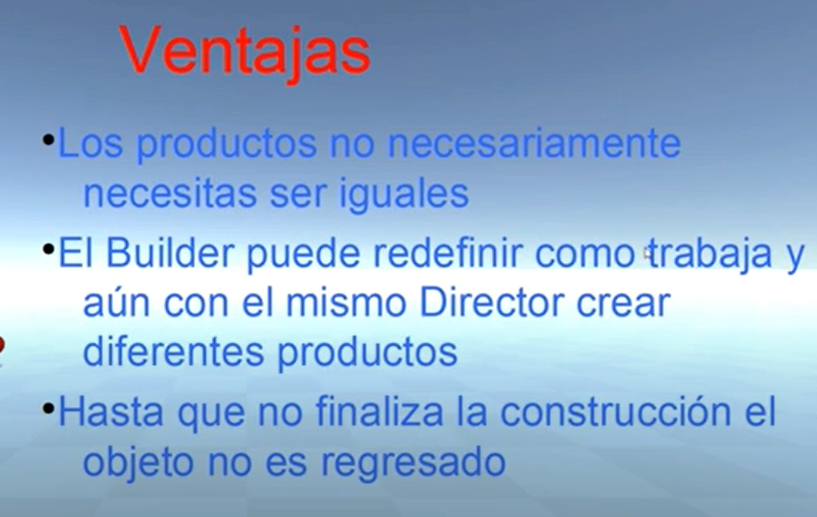 Ventajas
•Los productos no necesariamente
necesitas ser iguales
•El Builder puede redefinir como trabaja y
aún con el mismo Director crear
diferentes productos
•Hasta que no finaliza la construcción el
objeto no es regresado